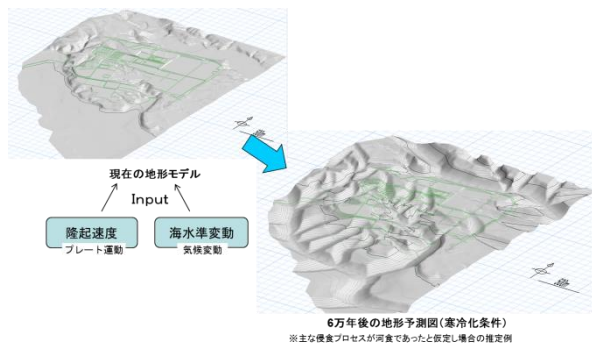 現在の地形モデル
Input
隆起速度
プレート運動
海水準変動
気候変動
6万年後の地形予測図(寒冷化条件)
※主な侵食プロセスが河食であったと仮定し場合の推定例